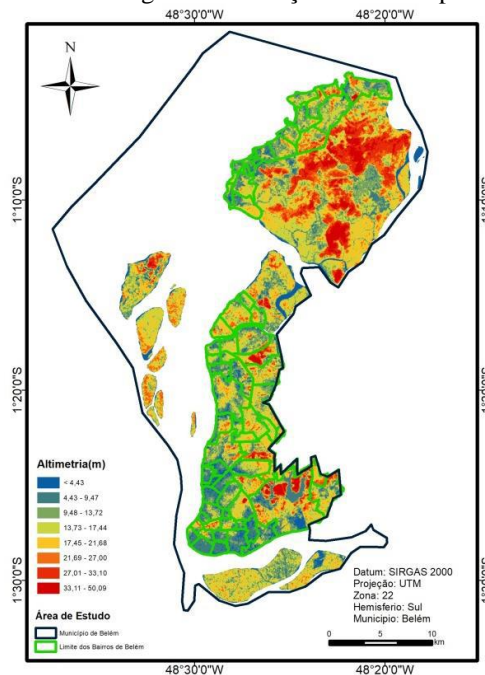 48°30'0"W 48°20'0"W
N
1°10'0"S
1°20'0"S
1°30'0"S
Altimetria(m)
< 4,43
4,43 - 9,47
9,48 - 13,72
13,73 - 17,44
17,45 - 21,68
21,69 - 27,00
27,01 - 33,10
33,11 - 50,09
Área de Estudo
Município de Belém
Limite dos Bairros de Belém
Datum: SIRGAS 2000
Projeção: UTM
Zona: 22
Hemisferio: Sul
Municipio: Belém
0 5 10
km
48°30'0"W 48°20'0"W